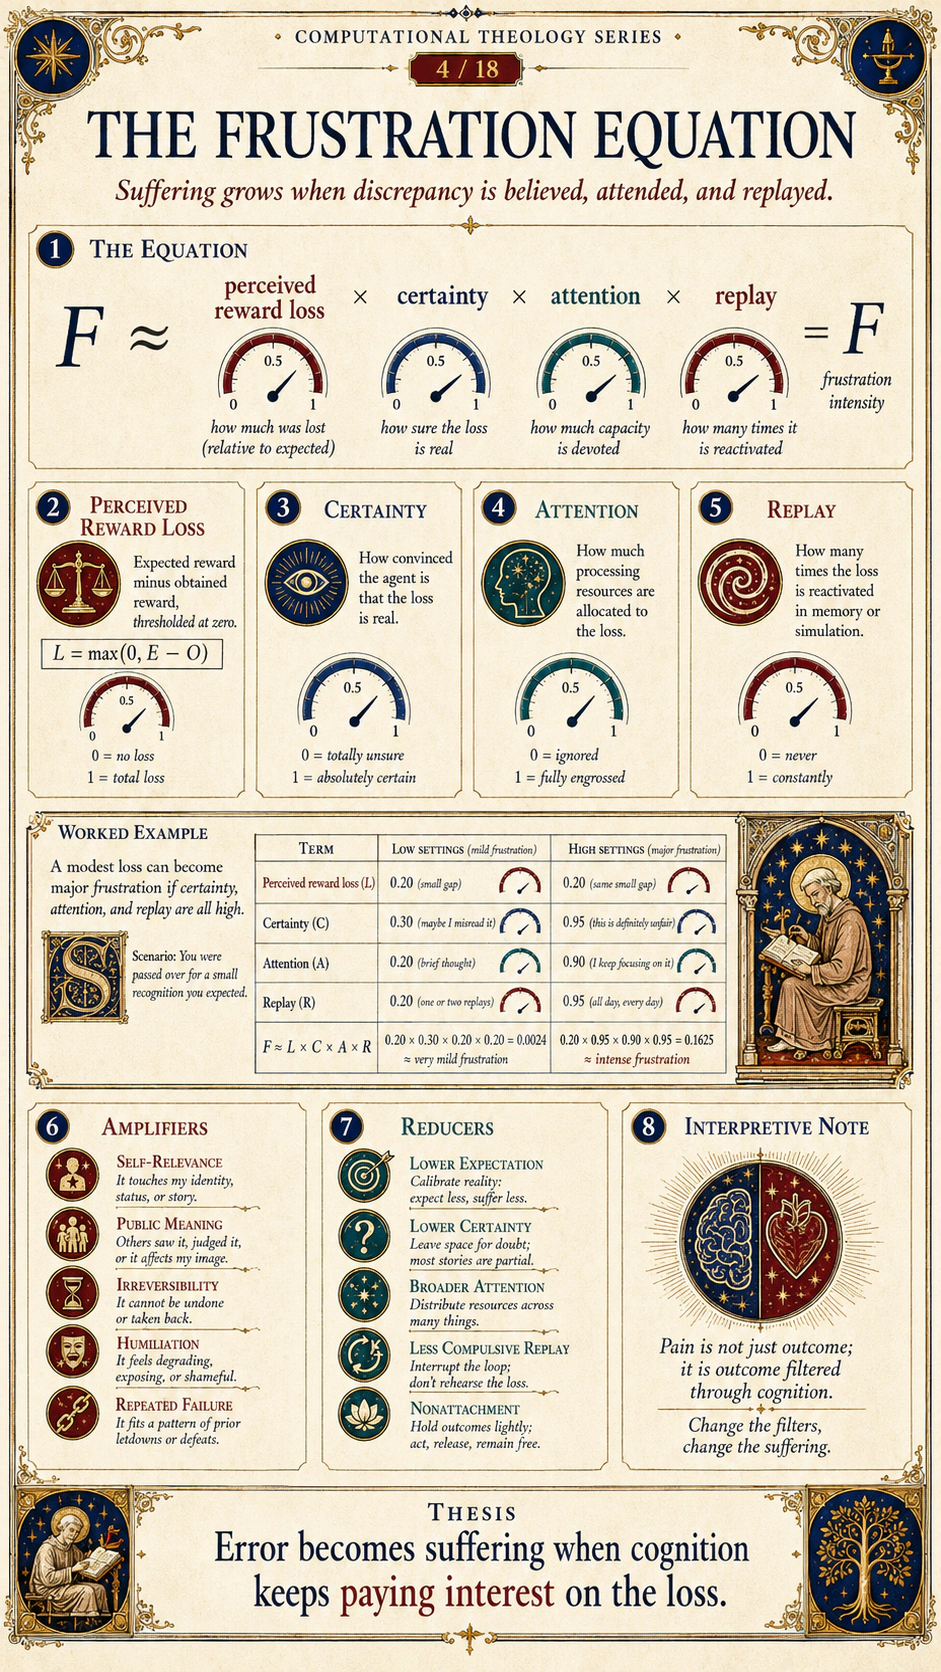 COMPUTATIONAL THEOLOGY SERIES
4 / 18
THE FRUSTRATION EQUATION
Suffering grows when discrepancy is believed, attended, and replayed.
1 THE EQUATION
F ≈ perceived reward loss × certainty × attention × replay = F
0 0.5 1
how much was lost
(relative to expected)
0 0.5 1
how sure the loss
is real
0 0.5 1
how much capacity
is devoted
0 0.5 1
how many times it
is reactivated
frustration
intensity
2 PERCEIVED
REWARD LOSS
Expected reward
minus obtained
reward,
thresholded at zero.
L = max(0, E − O)
0 0.5 1
0 = no loss
1 = total loss
3 CERTAINTY
How convinced
the agent is
that the loss
is real.
0 0.5 1
0 = totally unsure
1 = absolutely certain
4 ATTENTION
How much
processing
resources are
allocated to
the loss.
0 0.5 1
0 = ignored
1 = fully engrossed
5 REPLAY
How many
times the loss
is reactivated
in memory or
simulation.
0 0.5 1
0 = never
1 = constantly
WORKED EXAMPLE
A modest loss can become
major frustration if certainty,
attention, and replay are all high.
S
Scenario: You were
passed over for a small
recognition you expected.
TERM LOW SETTINGS (mild frustration) HIGH SETTINGS (major frustration)
Perceived reward loss (L) 0.20 (small gap) 0.20 (same small gap)
Certainty (C) 0.30 (maybe I misread it) 0.95 (this is definitely unfair)
Attention (A) 0.20 (brief thought) 0.90 (I keep focusing on it)
Replay (R) 0.20 (one or two replays) 0.95 (all day, every day)
F ≈ L × C × A × R 0.20 × 0.30 × 0.20 × 0.20 = 0.0024 0.20 × 0.95 × 0.90 × 0.95 = 0.1625
≈ very mild frustration ≈ intense frustration
6 AMPLIFIERS
SELF-RELEVANCE
It touches my identity,
status, or story.
PUBLIC MEANING
Others saw it, judged it,
or it affects my image.
IRREVERSIBILITY
It cannot be undone
or taken back.
HUMILIATION
It feels degrading,
exposing, or shameful.
REPEATED FAILURE
It fits a pattern of prior
letdowns or defeats.
7 REDUCERS
LOWER EXPECTATION
Calibrate reality:
expect less, suffer less.
LOWER CERTAINTY
Leave space for doubt;
most stories are partial.
BROADER ATTENTION
Distribute resources across
many things.
LESS COMPULSIVE REPLAY
Interrupt the loop;
don't rehearse the loss.
NONATTACHMENT
Hold outcomes lightly;
act, release, remain free.
8 INTERPRETIVE NOTE
Pain is not just outcome;
it is outcome filtered
through cognition.
Change the filters,
change the suffering.
THESIS
Error becomes suffering when cognition
keeps paying interest on the loss.